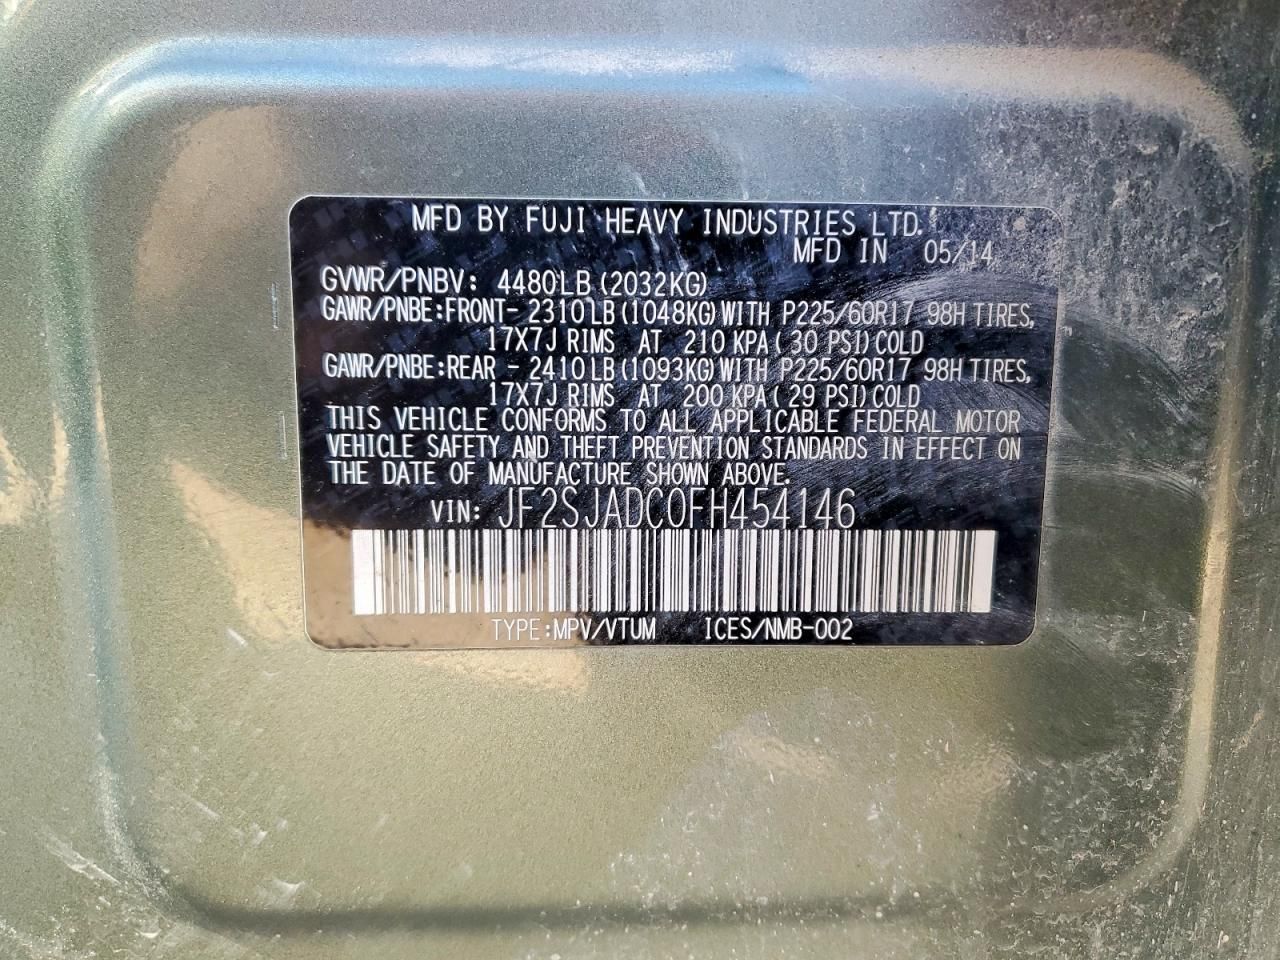 MFD BY FUJI HEAVY INDUSTRIES LTD.
MFD IN 05/14
GVWR/PNBV: 4480LB (2032KG)
GAWR/PNBE:FRONT- 2310LB (1048KG) WITH P225/60R17 98H TIRES,
17X7J RIMS AT 210 KPA (30 PSI) COLD
GAWR/PNBE:REAR - 2410LB (1093KG) WITH P225/60R17 98H TIRES,
17X7J RIMS AT 200 KPA (29 PSI) COLD
THIS VEHICLE CONFORMS TO ALL APPLICABLE FEDERAL MOTOR
VEHICLE SAFETY AND THEFT PREVENTION STANDARDS IN EFFECT ON
THE DATE OF MANUFACTURE SHOWN ABOVE.
VIN: JF2SJADC0FH454146
TYPE:MPV/VTUM ICES/NMB-002